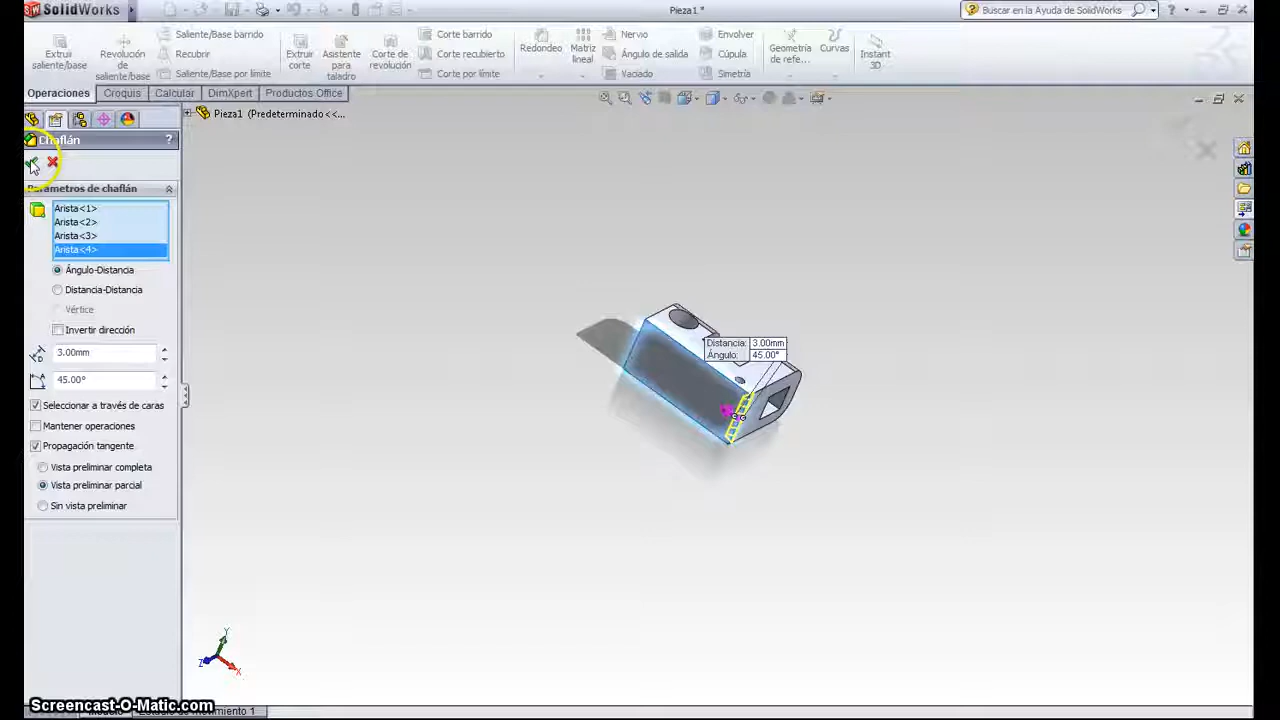 SolidWorks
Pieza1 *
Buscar en la Ayuda de SolidWorks
Extruir saliente/base
Revolución de saliente/base
Saliente/Base barrido
Recubrir
Saliente/Base por límite
Extruir corte
Asistente para taladro
Corte de revolución
Corte barrido
Corte recubierto
Corte por límite
Redondeo
Matriz lineal
Nervio
Ángulo de salida
Vaciado
Envolver
Cúpula
Simetría
Geometría de refe...
Curvas
Instant 3D
Operaciones
Croquis
Calcular
DimXpert
Productos Office
Pieza1 (Predeterminado<<...
Chaflán
?
Parámetros de chaflán
Arista<1>
Arista<2>
Arista<3>
Arista<4>
Ángulo-Distancia
Distancia-Distancia
Vértice
Invertir dirección
3.00mm
45.00°
Seleccionar a través de caras
Mantener operaciones
Propagación tangente
Vista preliminar completa
Vista preliminar parcial
Sin vista preliminar
Distancia: 3.00mm
Ángulo: 45.00°
Y
Z
X
Screencast-O-Matic.com